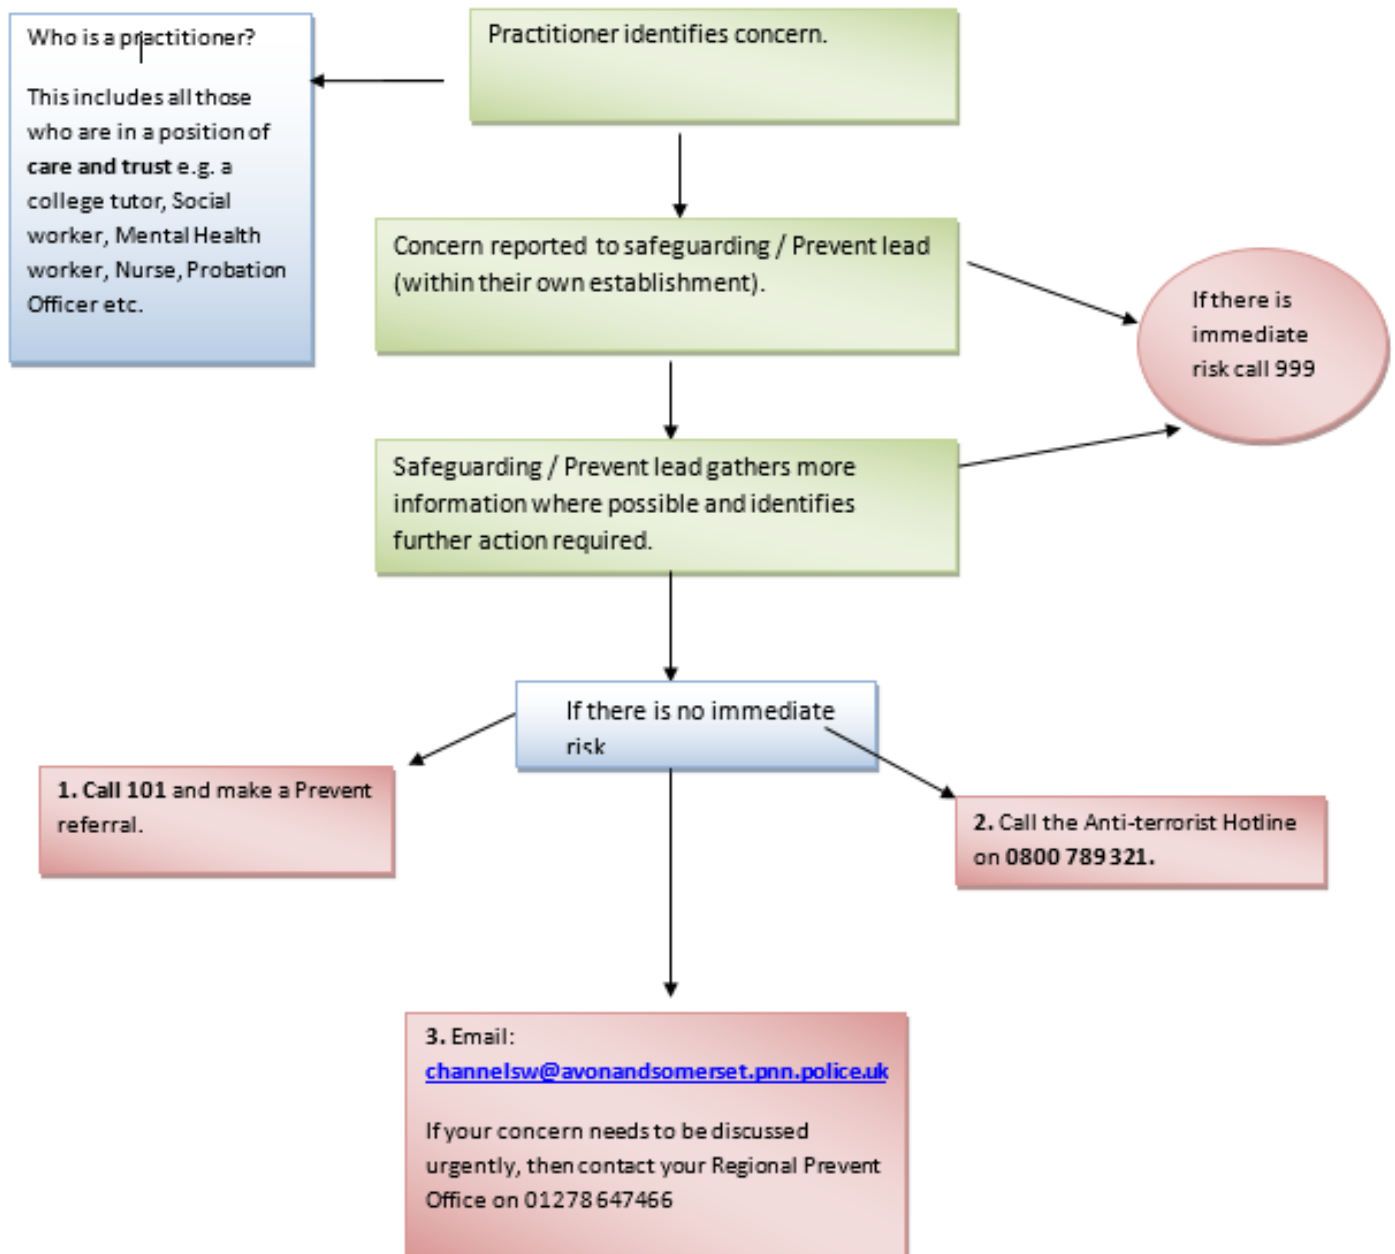 Who is a practitioner?
This includes all those
who are in a position of
care and trust e.g. a
college tutor, Social
worker, Mental Health
worker, Nurse, Probation
Officer etc.
Practitioner identifies concern.
Concern reported to safeguarding / Prevent lead
(within their own establishment).
If there is
immediate
risk call 999
Safeguarding / Prevent lead gathers more
information where possible and identifies
further action required.
If there is no immediate
risk
1. Call 101 and make a Prevent
referral.
2. Call the Anti-terrorist Hotline
on 0800 789321.
3. Email:
channelsw@avonandsomerset.pnn.police.uk
If your concern needs to be discussed
urgently, then contact your Regional Prevent
Office on 01278647466